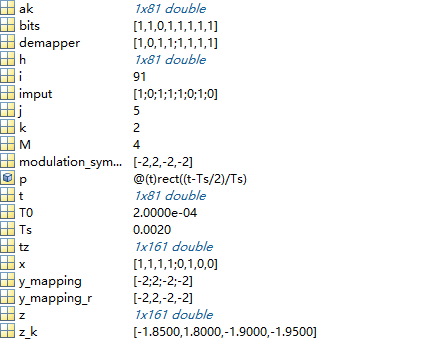 ak 1x81 double
bits [1,1,0,1,1,1,1,1]
demapper [1,0,1,1;1,1,1,1]
h 1x81 double
i 91
imput [1;0;1;1;1;0;1;0]
j 5
k 2
M 4
modulation_sym... [-2,2,-2,-2]
p @(t)rect((t-Ts/2)/Ts)
t 1x81 double
T0 2.0000e-04
Ts 0.0020
tz 1x161 double
x [1,1,1,1;0,1,0,0]
y_mapping [-2;2;-2;-2]
y_mapping_r [-2,2,-2,-2]
z 1x161 double
z_k [-1.8500,1.8000,-1.9000,-1.9500]